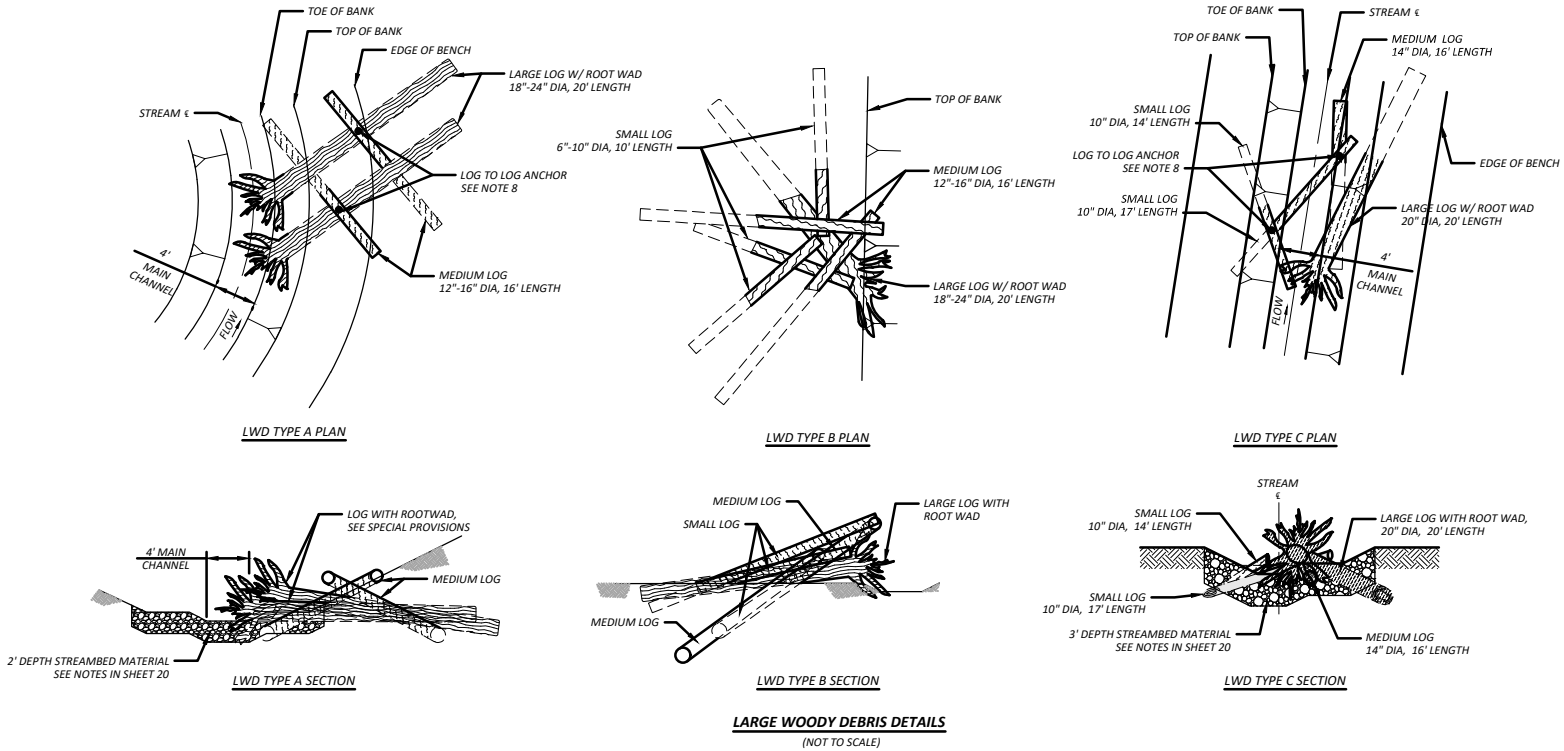 TOE OF BANK
TOP OF BANK
EDGE OF BENCH
LARGE LOG W/ ROOT WAD
18"-24" DIA, 20' LENGTH
STREAM ℄
LOG TO LOG ANCHOR
SEE NOTE 8
4'
MAIN
CHANNEL
FLOW
MEDIUM LOG
12"-16" DIA, 16' LENGTH
LWD TYPE A PLAN
TOP OF BANK
SMALL LOG
6"-10" DIA, 10' LENGTH
MEDIUM LOG
12"-16" DIA, 16' LENGTH
LARGE LOG W/ ROOT WAD
18"-24" DIA, 20' LENGTH
LWD TYPE B PLAN
TOE OF BANK
STREAM ℄
TOP OF BANK
MEDIUM LOG
14" DIA, 16' LENGTH
SMALL LOG
10" DIA, 14' LENGTH
LOG TO LOG ANCHOR
SEE NOTE 8
EDGE OF BENCH
SMALL LOG
10" DIA, 17' LENGTH
LARGE LOG W/ ROOT WAD
20" DIA, 20' LENGTH
4'
MAIN
CHANNEL
FLOW
LWD TYPE C PLAN
LOG WITH ROOTWAD,
SEE SPECIAL PROVISIONS
4' MAIN
CHANNEL
MEDIUM LOG
2' DEPTH STREAMBED MATERIAL
SEE NOTES IN SHEET 20
LWD TYPE A SECTION
MEDIUM LOG
SMALL LOG
LARGE LOG WITH
ROOT WAD
MEDIUM LOG
LWD TYPE B SECTION
STREAM
℄
SMALL LOG
10" DIA, 14' LENGTH
LARGE LOG WITH ROOT WAD,
20" DIA, 20' LENGTH
SMALL LOG
10" DIA, 17' LENGTH
3' DEPTH STREAMBED MATERIAL
SEE NOTES IN SHEET 20
MEDIUM LOG
14" DIA, 16' LENGTH
LWD TYPE C SECTION
LARGE WOODY DEBRIS DETAILS
(NOT TO SCALE)